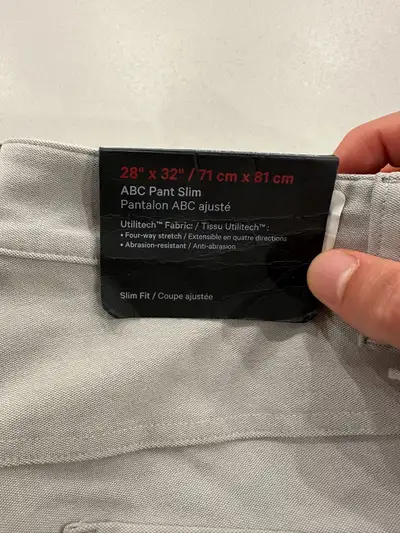 28" x 32" / 71 cm x 81 cm
ABC Pant Slim
Pantalon ABC ajusté
Utilitech™ Fabric: / Tissu Utilitech™ :
• Four-way stretch / Extensible en quatre directions
• Abrasion-resistant / Anti-abrasion
Slim Fit / Coupe ajustée